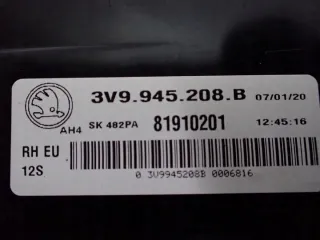 3V9.945.208.B 07/01/20
AH4 SK 482PA 81910201 12:45:16
RH EU
12S
0 3V9945208B 0006816